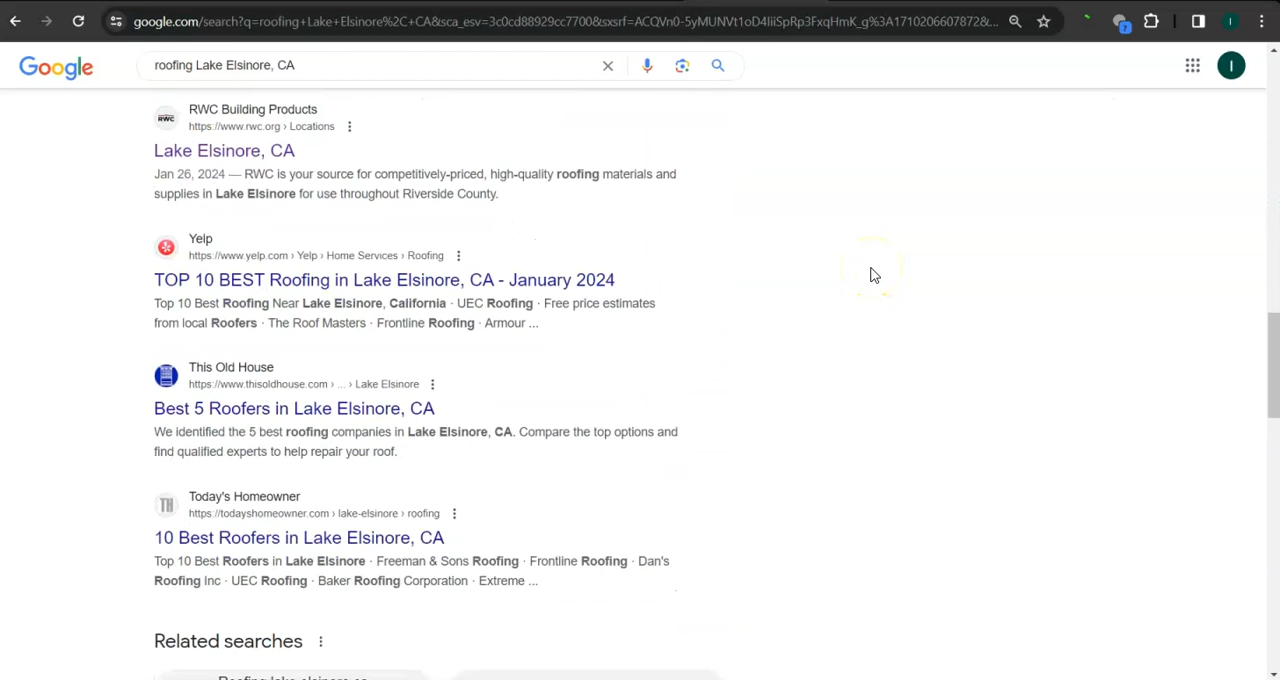 google.com/search?q=roofing+Lake+Elsinore%2C+CA&sca_esv=3c0cd88929cc7700&sxsrf=ACQVn0-5yMUNVt1oD4IiiSpRp3FxqHmK_g%3A1710206607872&...
Google
roofing Lake Elsinore, CA
I
RWC
RWC Building Products
https://www.rwc.org › Locations
Lake Elsinore, CA
Jan 26, 2024 — RWC is your source for competitively-priced, high-quality roofing materials and
supplies in Lake Elsinore for use throughout Riverside County.
Yelp
https://www.yelp.com › Yelp › Home Services › Roofing
TOP 10 BEST Roofing in Lake Elsinore, CA - January 2024
Top 10 Best Roofing Near Lake Elsinore, California · UEC Roofing · Free price estimates
from local Roofers · The Roof Masters · Frontline Roofing · Armour ...
This Old House
https://www.thisoldhouse.com › ... › Lake Elsinore
Best 5 Roofers in Lake Elsinore, CA
We identified the 5 best roofing companies in Lake Elsinore, CA. Compare the top options and
find qualified experts to help repair your roof.
TH
Today's Homeowner
https://todayshomeowner.com › lake-elsinore › roofing
10 Best Roofers in Lake Elsinore, CA
Top 10 Best Roofers in Lake Elsinore · Freeman & Sons Roofing · Frontline Roofing · Dan's
Roofing Inc · UEC Roofing · Baker Roofing Corporation · Extreme ...
Related searches